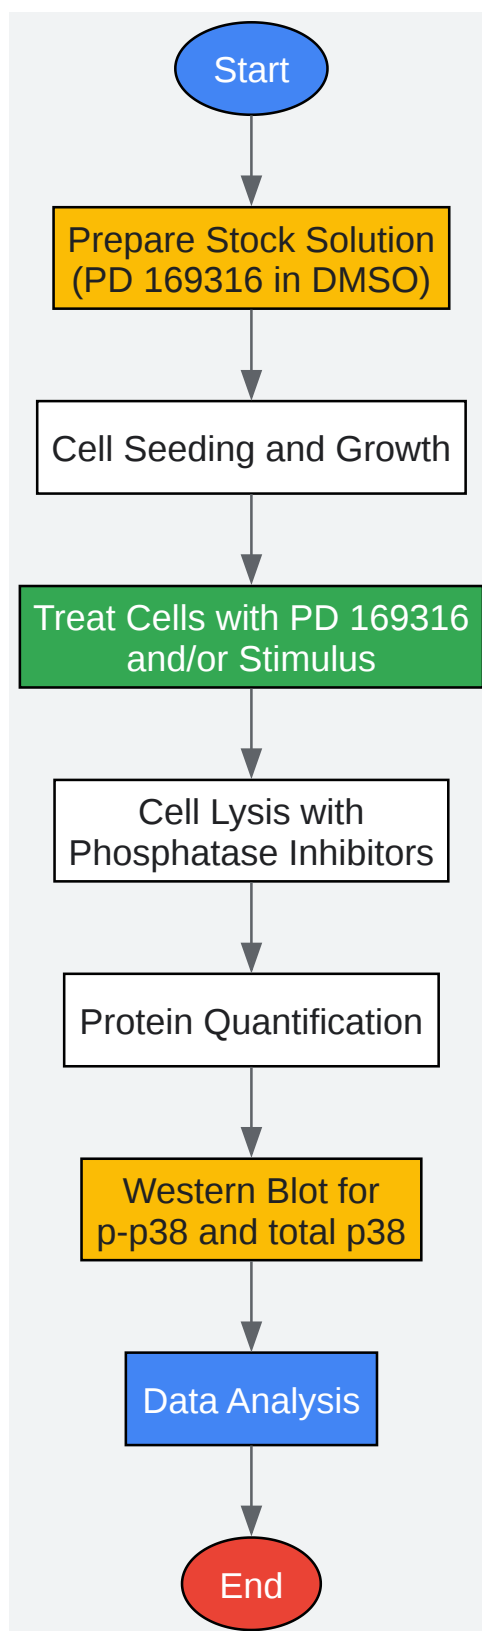 Start
Prepare Stock Solution
(PD 169316 in DMSO)
Cell Seeding and Growth
Treat Cells with PD 169316
and/or Stimulus
Cell Lysis with
Phosphatase Inhibitors
Protein Quantification
Western Blot for
p-p38 and total p38
Data Analysis
End